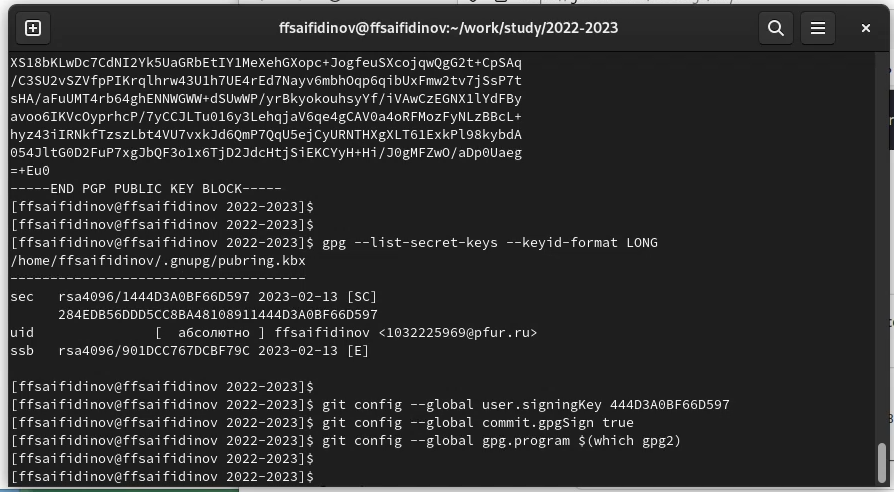 ffsaifidinov@ffsaifidinov:~/work/study/2022-2023
XS18bKLwDc7CdNI2Yk5UaGRbEtIY1MeXehGXopc+JogfeuSXcojqwQgG2t+CpSAq
/C3SU2vSZVfpPIKrqlhrw43U1h7UE4rEd7Nayv6mbhOqp6qibUxFmw2tv7jSsP7t
sHA/aFuUMT4rb64ghENNWGWW+dSUwWP/yrBkyokouhsyYf/iVAwCzEGNX1lYdFBy
avoo6IKVcOyprhcP/7yCCJLTu016y3LehqjaV6qe4gCAV0a4oRFMozFyNLzBBcL+
hyz43iIRNkfTzszLbt4VU7vxkJd6QmP7QqU5ejCyURNTHXgXLT61ExkPl98kybdA
054JltG0D2FuP7xgJbQF3o1x6TjD2JdcHtjSiEKCYyH+Hi/J0gMFZwO/aDp0Uaeg
=+Eu0
-----END PGP PUBLIC KEY BLOCK-----
[ffsaifidinov@ffsaifidinov 2022-2023]$
[ffsaifidinov@ffsaifidinov 2022-2023]$
[ffsaifidinov@ffsaifidinov 2022-2023]$ gpg --list-secret-keys --keyid-format LONG
/home/ffsaifidinov/.gnupg/pubring.kbx
-------------------------------------
sec   rsa4096/1444D3A0BF66D597 2023-02-13 [SC]
      284EDB56DDD5CC8BA48108911444D3A0BF66D597
uid               [  абсолютно ] ffsaifidinov <1032225969@pfur.ru>
ssb   rsa4096/901DCC767DCBF79C 2023-02-13 [E]
[ffsaifidinov@ffsaifidinov 2022-2023]$
[ffsaifidinov@ffsaifidinov 2022-2023]$ git config --global user.signingKey 444D3A0BF66D597
[ffsaifidinov@ffsaifidinov 2022-2023]$ git config --global commit.gpgSign true
[ffsaifidinov@ffsaifidinov 2022-2023]$ git config --global gpg.program $(which gpg2)
[ffsaifidinov@ffsaifidinov 2022-2023]$
[ffsaifidinov@ffsaifidinov 2022-2023]$